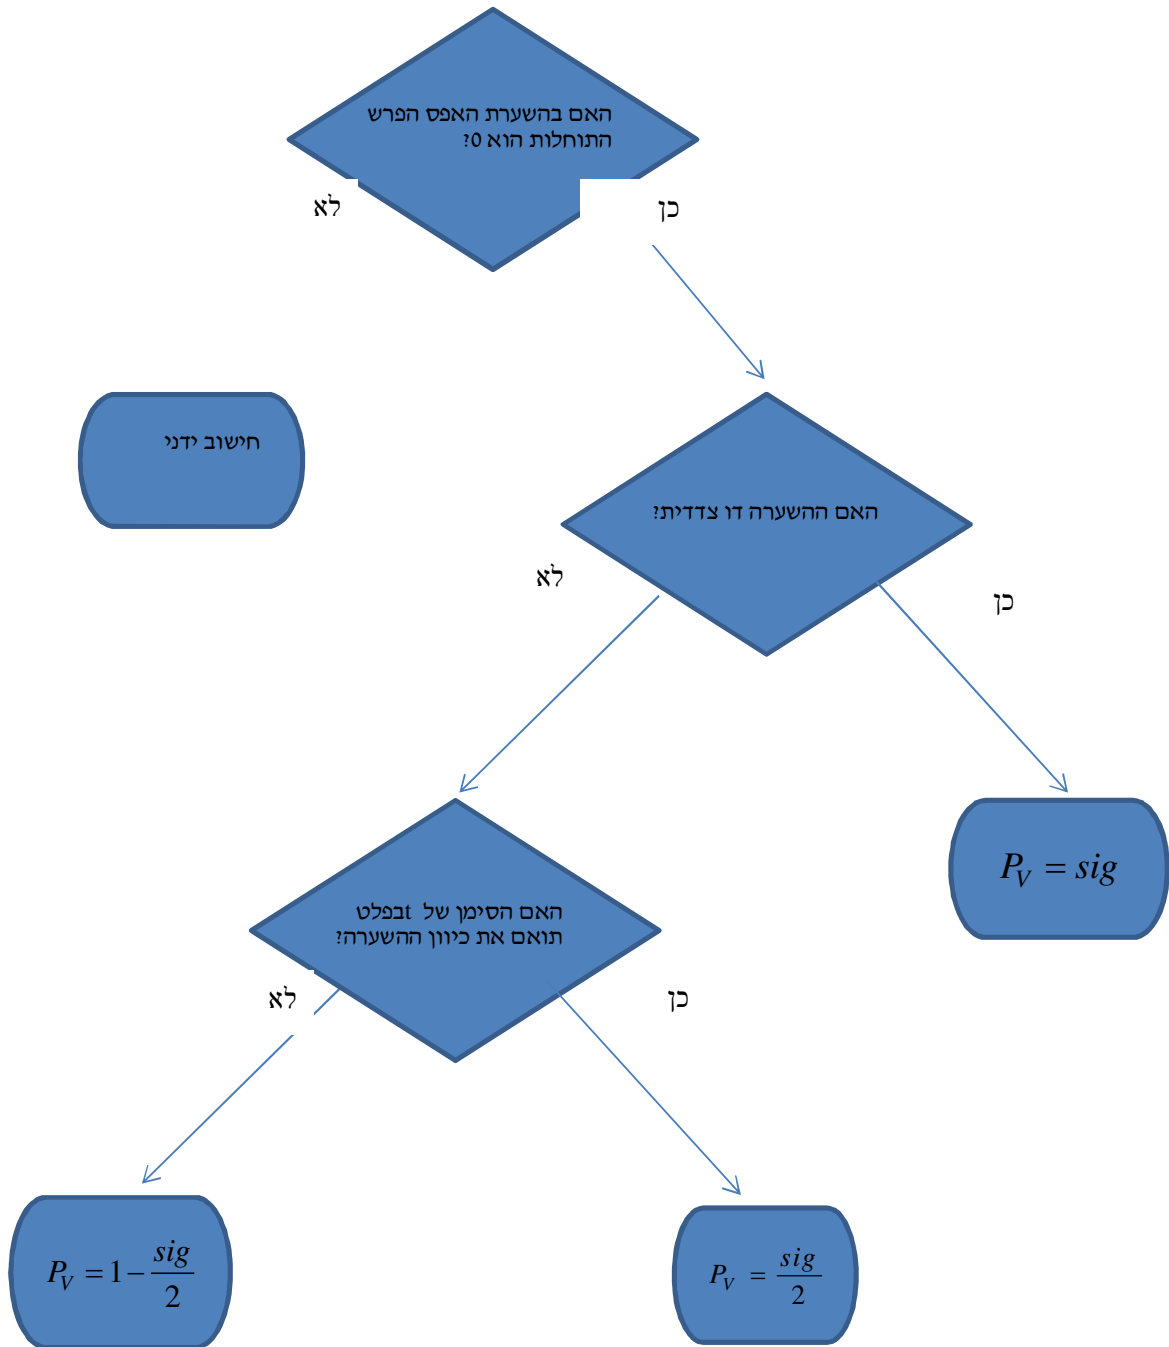 האם בהשערת האפס הפרש
התוחלות הוא 0?
לא
כן
חישוב ידני
האם ההשערה דו צדדית?
לא
כן
P_V = sig
האם הסימן של t בפלט
תואם את כיוון ההשערה?
לא
כן
P_V = 1 - sig/2
P_V = sig/2